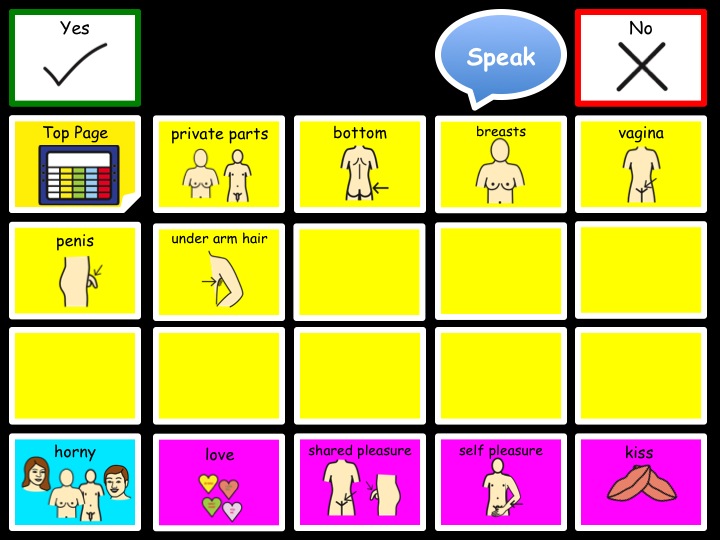 Yes
Speak
No
Top Page
private parts
bottom
breasts
vagina
penis
under arm hair
horny
love
shared pleasure
self pleasure
kiss